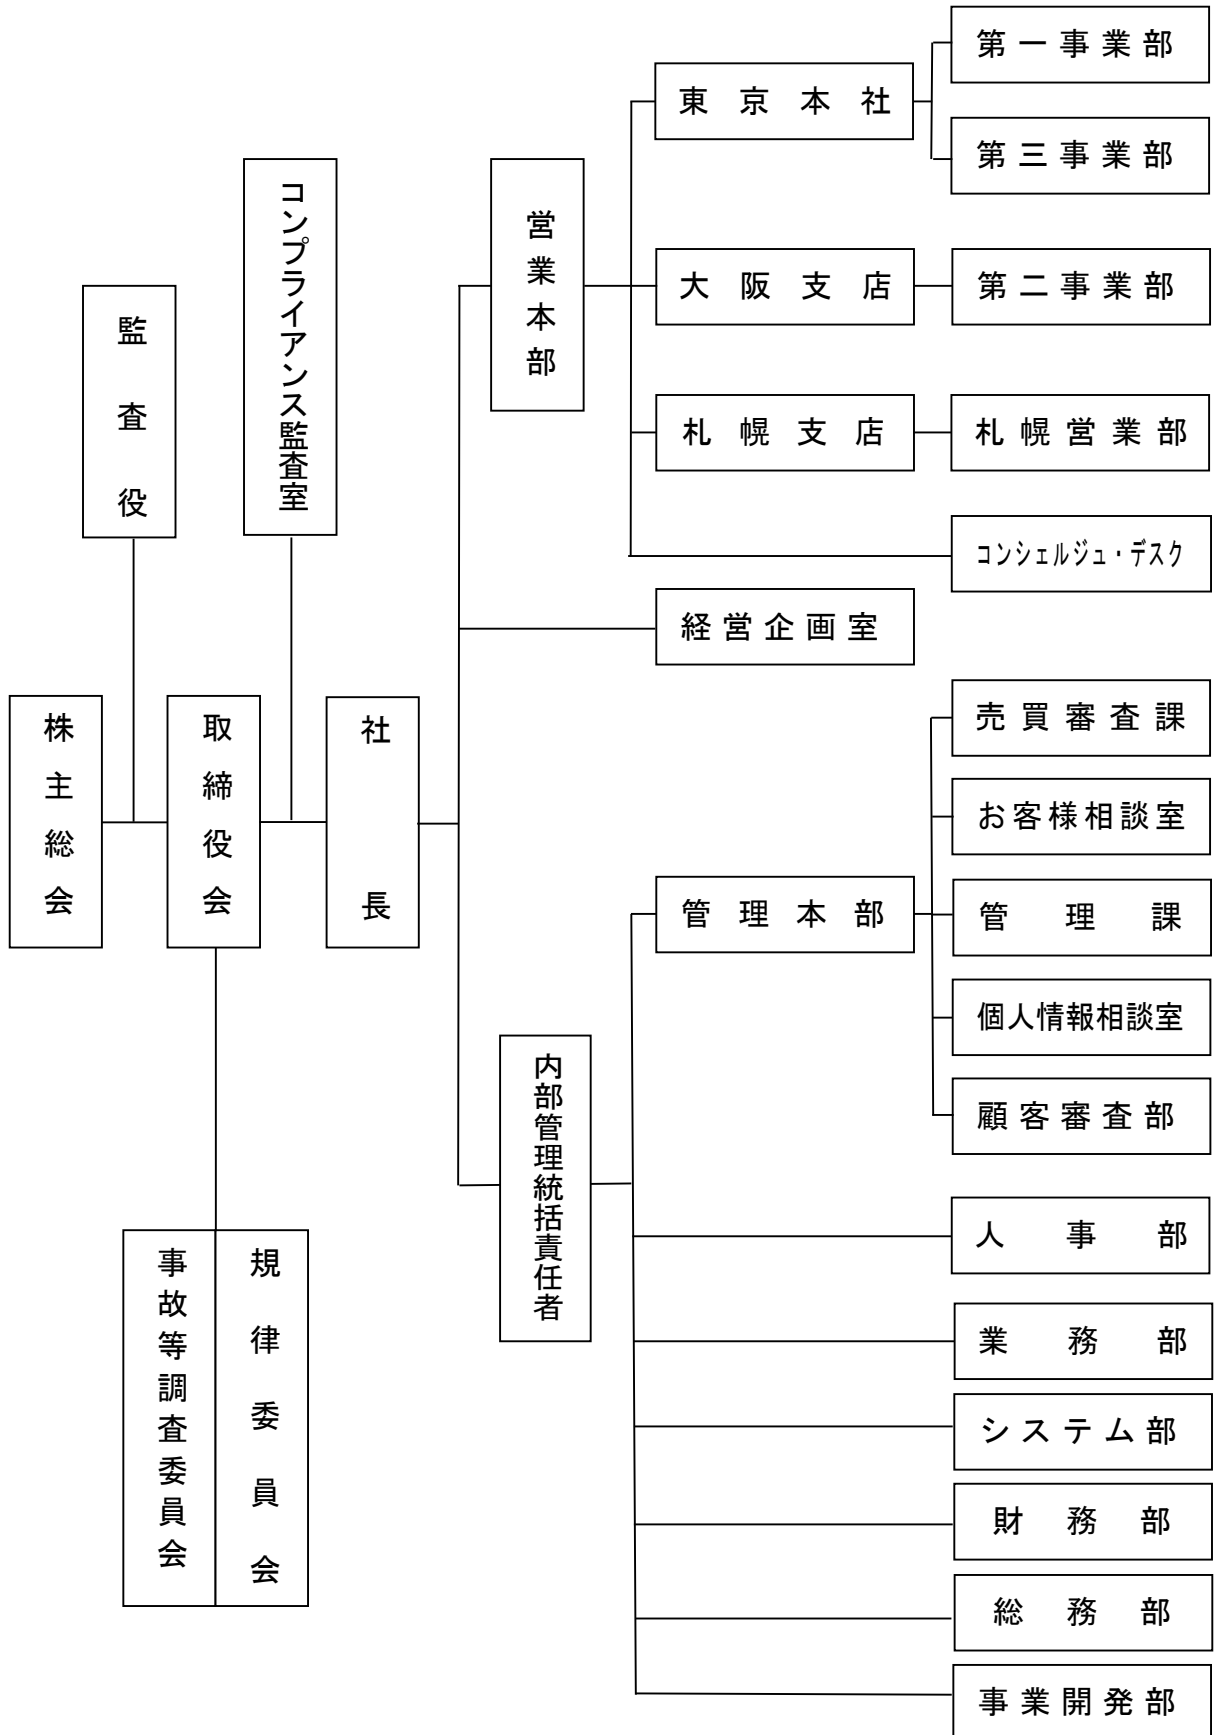 株主総会
監査役
取締役会
事故等調査委員会
規律委員会
コンプライアンス監査室
社長
営業本部
東京本社
第一事業部
第三事業部
大阪支店
第二事業部
札幌支店
札幌営業部
コンシェルジュ・デスク
経営企画室
内部管理統括責任者
管理本部
売買審査課
お客様相談室
管理課
個人情報相談室
顧客審査部
人事部
業務部
システム部
財務部
総務部
事業開発部